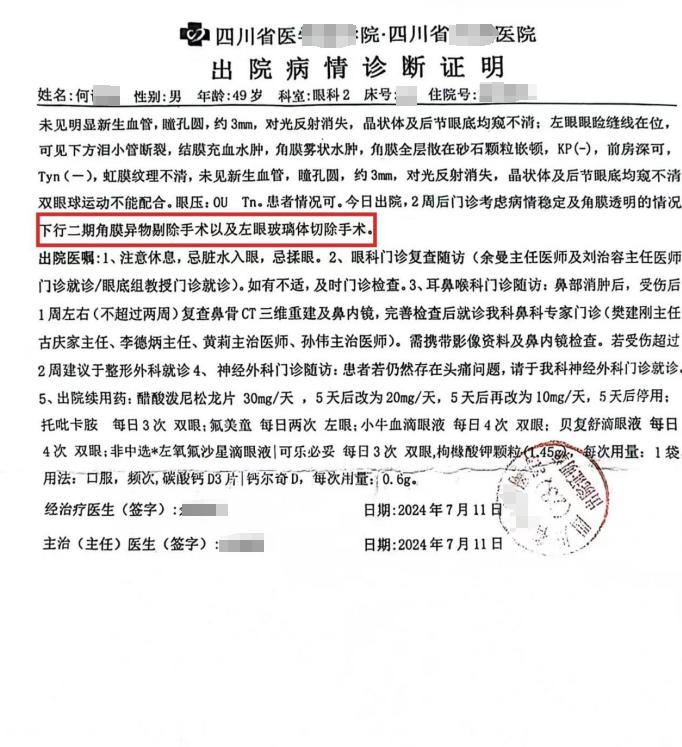 四川省医 学院·四川省 医院
出院病情诊断证明
姓名:何 性别:男 年龄:49岁 科室:眼科2 床号: 住院号:
未见明显新生血管,瞳孔圆,约3mm,对光反射消失,晶状体及后节眼底均窥不清;左眼眼睑缝线在位,
可见下方泪小管断裂,结膜充血水肿,角膜雾状水肿,角膜全层散在砂石颗粒嵌顿,KP(-),前房深可,
Tyn(-),虹膜纹理不清,未见新生血管,瞳孔圆,约3mm,对光反射消失,晶状体及后段眼底均窥不清
双眼球运动不能配合。眼压:OU Tn。患者情况可。今日出院,2周后门诊考虑病情稳定及角膜透明的情况
下行二期角膜异物剔除手术以及左眼玻璃体切除手术。
出院医嘱:1、注意休息,忌脏水入眼,忌揉眼。2、眼科门诊复查随访(余曼主任医师及刘治容主任医师
门诊就诊/眼底组教授门诊就诊)。如有不适,及时门诊检查。3、耳鼻喉科门诊随访:鼻部消肿后,受伤后
1周左右(不超过两周)复查鼻骨CT三维重建及鼻内镜,完善检查后就诊我科鼻科专家门诊(樊建刚主任
古庆家主任、李德炳主任、黄莉主治医师、孙伟主治医师)。需携带影像资料及鼻内镜检查。若受伤超过
2周建议于整形外科就诊4、神经外科门诊随访:患者若仍然存在头痛问题,请于我科神经外科门诊就诊。
5、出院续用药:醋酸泼尼松龙片 30mg/天 ,5天后改为20mg/天,5天后再改为10mg/天,5天后停用;
托吡卡胺 每日3次 双眼;氟美童 每日两次 左眼;小牛血滴眼液 每日4次 双眼; 贝复舒滴眼液 每日
4次 双眼;非中选*左氧氟沙星滴眼液|可乐必妥 每日3次 双眼,枸橼酸钾颗粒(1.45g),每次用量:1袋
用法:口服,频次,碳酸钙D3片|钙尔奇D,每次用量:0.6g。
经治疗医生(签字): 日期:2024年7月11日
主治(主任)医生(签字): 日期:2024年7月11日